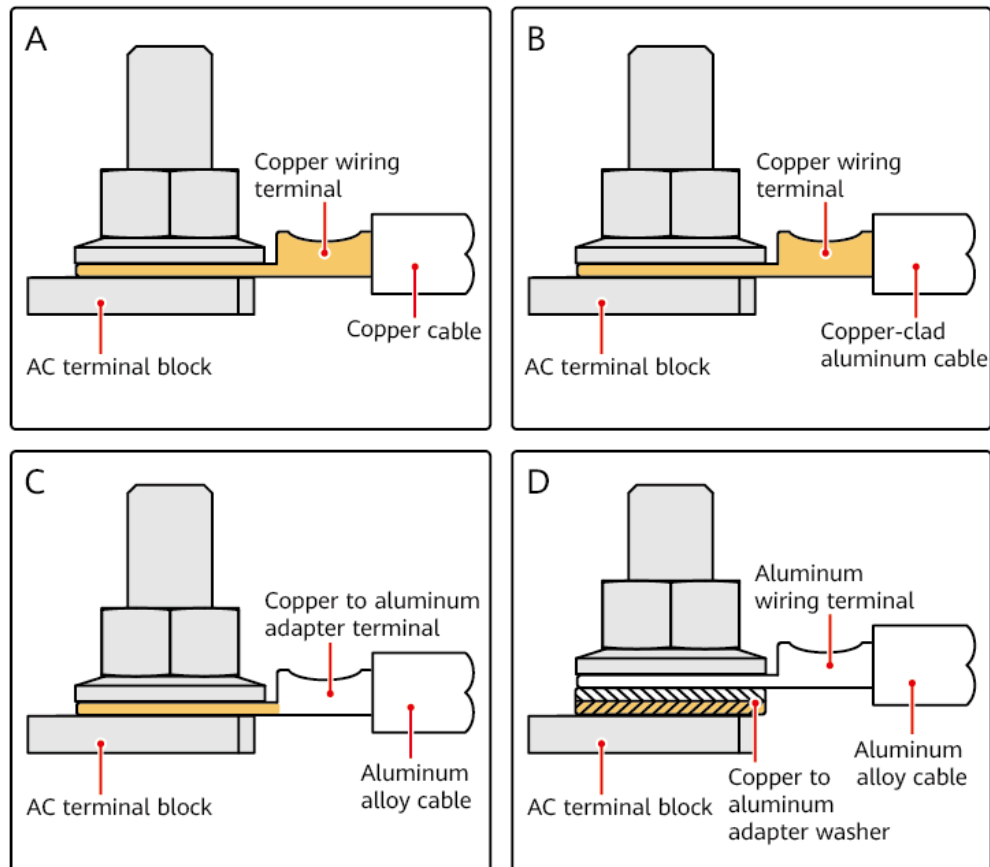 A
Copper wiring
terminal
Copper cable
AC terminal block
B
Copper wiring
terminal
Copper-clad
aluminum cable
AC terminal block
C
Copper to aluminum
adapter terminal
Aluminum
alloy cable
AC terminal block
D
Aluminum
wiring terminal
Aluminum
alloy cable
Copper to
aluminum
adapter washer
AC terminal block